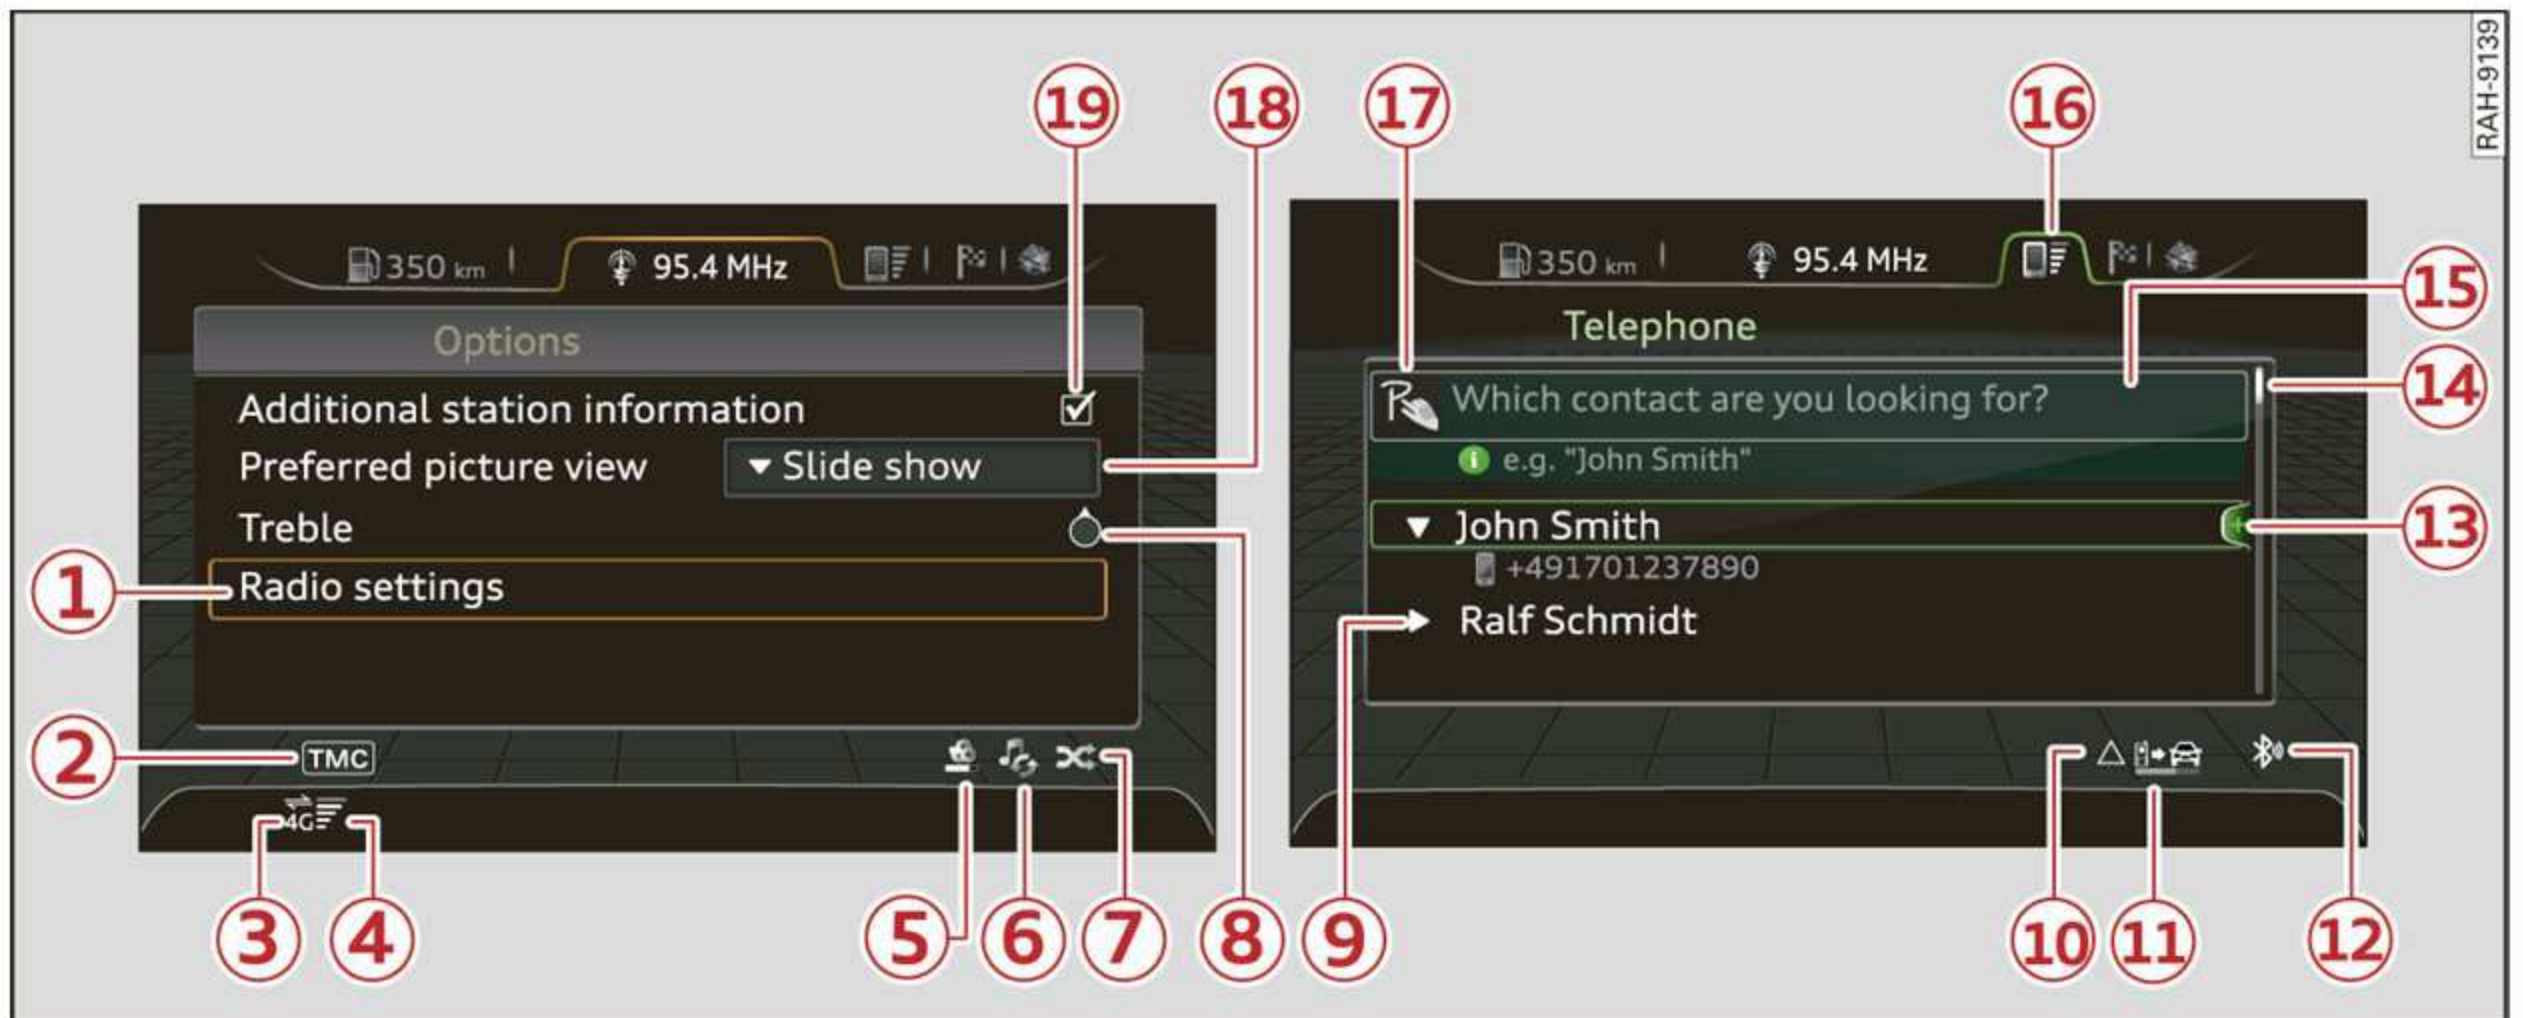 RAH-9139
19
18
17
16
350 km
95.4 MHz
Options
Additional station information
Preferred picture view
Slide show
Treble
Radio settings
1
TMC
2
4G
3
4
5
6
7
8
350 km
95.4 MHz
Telephone
Which contact are you looking for?
e.g. "John Smith"
John Smith
+491701237890
Ralf Schmidt
15
14
13
9
10
11
12